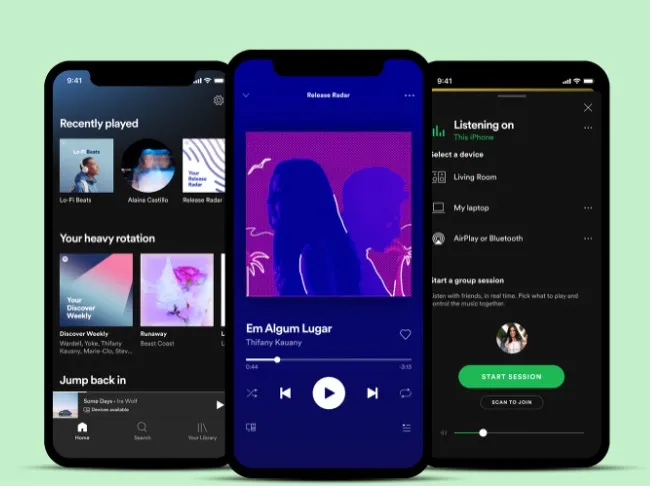 9:41
Recently played
Lo-Fi Beats
Your
Release
Radar
Lo-Fi Beats
Alaina Castillo
Release Radar
Your heavy rotation
Your
Discover
Weekly
Discover Weekly
Wardell, Yoke, Thifany
Kauany, Marie-Clo, Stev...
Runaway
Beast Coast
Jump back in
Some Days • Ira Wolf
Devices available
Home
Search
Your Library
Release Radar
Em Algum Lugar
Thifany Kauany
0:44
-3:13
9:41
Listening on
This iPhone
Select a device
Living Room
My laptop
AirPlay or Bluetooth
Start a group session
Listen with friends, in real time. Pick what to play and
control the music together.
START SESSION
SCAN TO JOIN